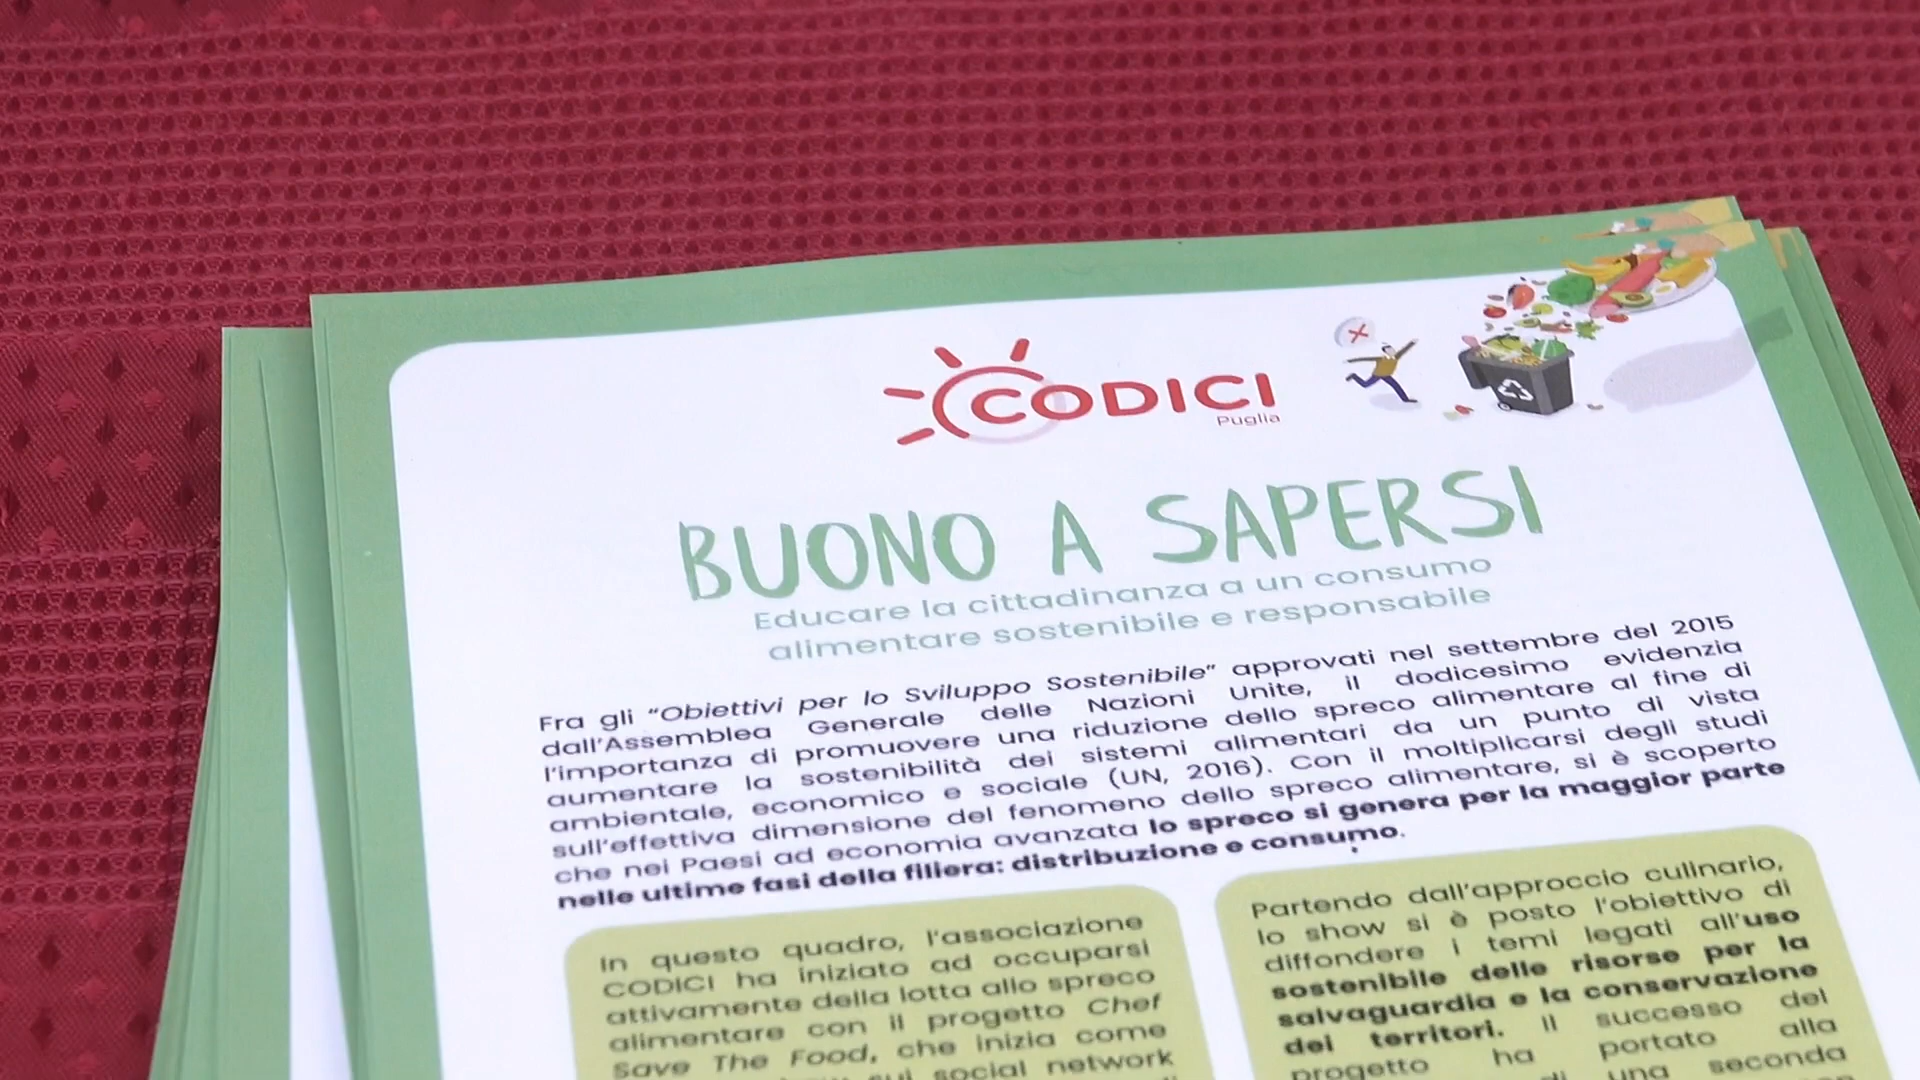 CODICI
Puglia
BUONO A SAPERSI
Educare la cittadinanza a un consumo
alimentare sostenibile e responsabile
Fra gli “Obiettivi per lo Sviluppo Sostenibile” approvati nel settembre del 2015
dall’Assemblea Generale delle Nazioni Unite, il dodicesimo evidenzia
l’importanza di promuovere una riduzione dello spreco alimentare al fine di
aumentare la sostenibilità dei sistemi alimentari da un punto di vista
ambientale, economico e sociale (UN, 2016). Con il moltiplicarsi degli studi
sull’effettiva dimensione del fenomeno dello spreco alimentare, si è scoperto
che nei Paesi ad economia avanzata lo spreco si genera per la maggior parte
nelle ultime fasi della filiera: distribuzione e consumo.
In questo quadro, l’associazione
CODICI ha iniziato ad occuparsi
attivamente della lotta allo spreco
alimentare con il progetto Chef
Save The Food, che inizia come
sui social network
Partendo dall’approccio culinario,
lo show si è posto l’obiettivo di
diffondere i temi legati all’uso
sostenibile delle risorse per la
salvaguardia e la conservazione
dei territori. Il successo del
progetto ha portato alla
di una seconda